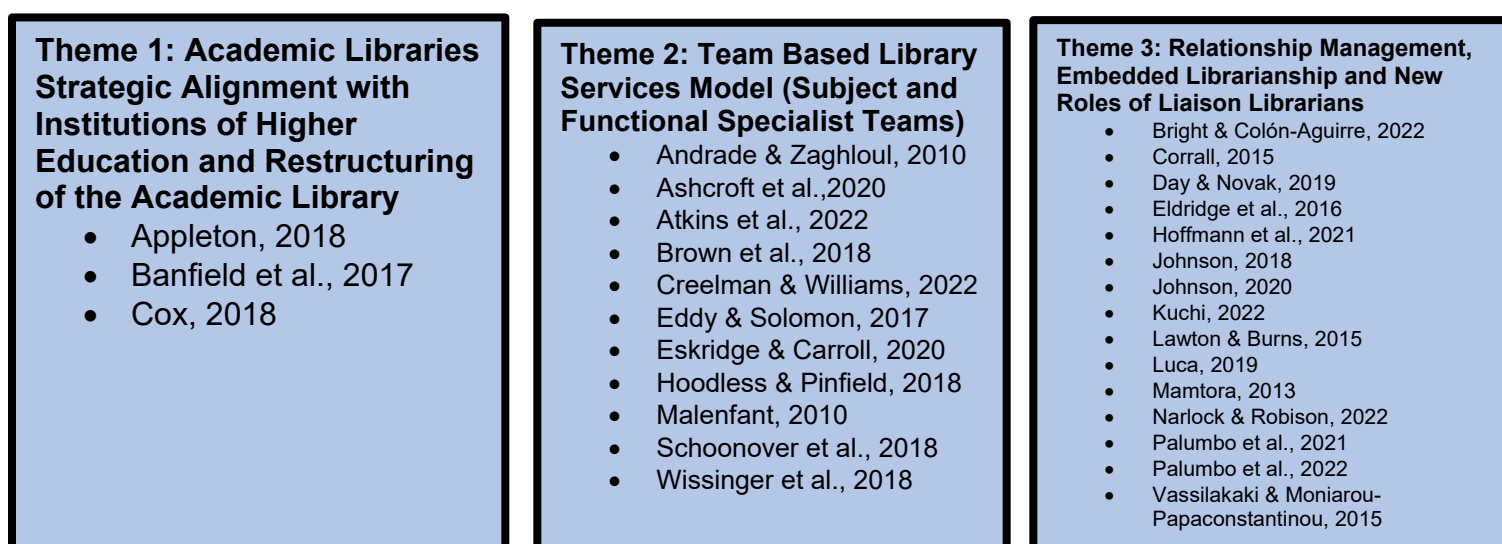 Theme 1: Academic Libraries
Strategic Alignment with
Institutions of Higher
Education and Restructuring
of the Academic Library
• Appleton, 2018
• Banfield et al., 2017
• Cox, 2018
Theme 2: Team Based Library
Services Model (Subject and
Functional Specialist Teams)
• Andrade & Zaghloul, 2010
• Ashcroft et al.,2020
• Atkins et al., 2022
• Brown et al., 2018
• Creelman & Williams, 2022
• Eddy & Solomon, 2017
• Eskridge & Carroll, 2020
• Hoodless & Pinfield, 2018
• Malenfant, 2010
• Schoonover et al., 2018
• Wissinger et al., 2018
Theme 3: Relationship Management,
Embedded Librarianship and New
Roles of Liaison Librarians
• Bright & Colón-Aguirre, 2022
• Corrall, 2015
• Day & Novak, 2019
• Eldridge et al., 2016
• Hoffmann et al., 2021
• Johnson, 2018
• Johnson, 2020
• Kuchi, 2022
• Lawton & Burns, 2015
• Luca, 2019
• Mamtora, 2013
• Narlock & Robison, 2022
• Palumbo et al., 2021
• Palumbo et al., 2022
• Vassilakaki & Moniarou-
Papaconstantinou, 2015